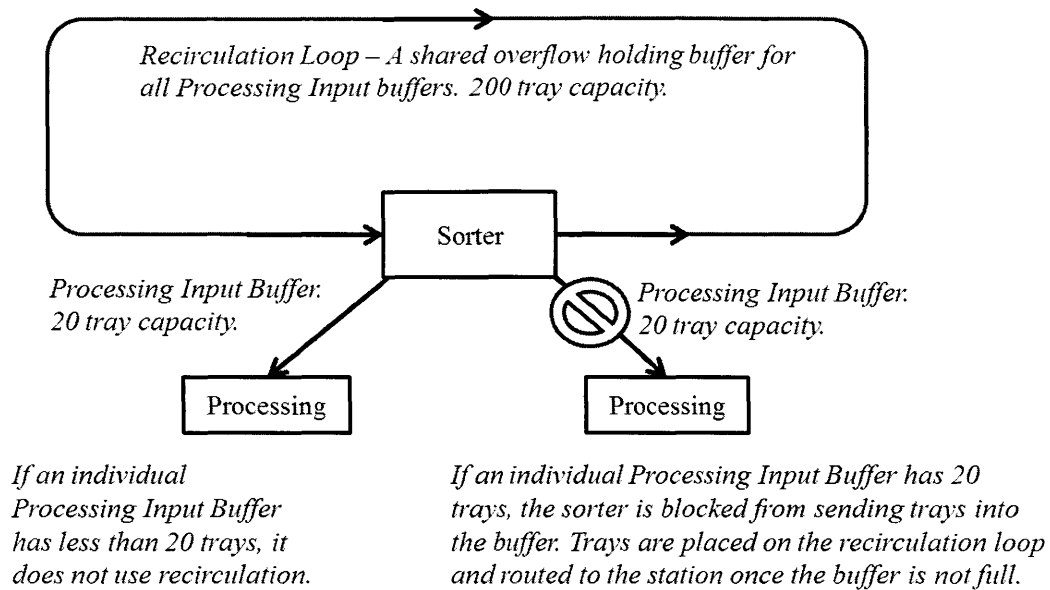 Recirculation Loop – A shared overflow holding buffer for
all Processing Input buffers. 200 tray capacity.
Sorter
Processing Input Buffer.
20 tray capacity.
Processing Input Buffer.
20 tray capacity.
Processing
Processing
If an individual
Processing Input Buffer
has less than 20 trays, it
does not use recirculation.
If an individual Processing Input Buffer has 20
trays, the sorter is blocked from sending trays into
the buffer. Trays are placed on the recirculation loop
and routed to the station once the buffer is not full.